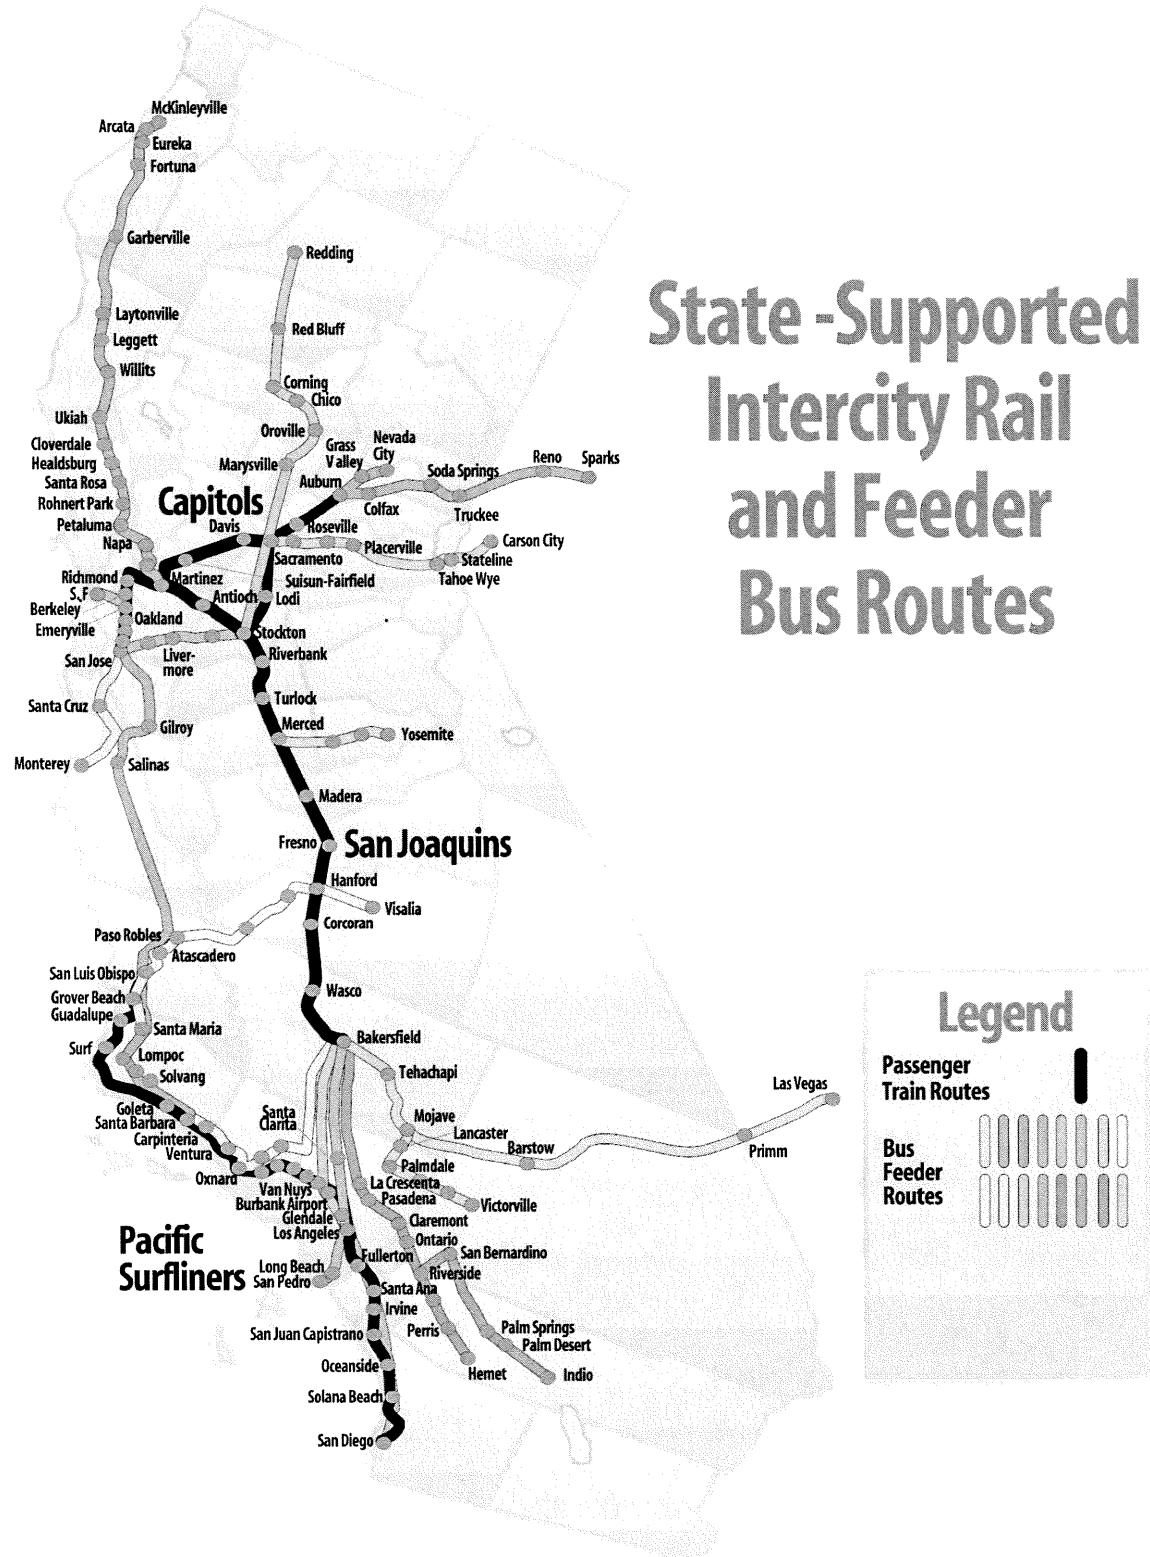 McKinleyville
Arcata
Eureka
Fortuna
Garberville
Redding
Laytonville
Leggett
Red Bluff
Willits
Corning
Chico
Ukiah
Oroville
Cloverdale
Healdsburg
Santa Rosa
Rohnert Park
Petaluma
Napa
Marysville
Grass
Valley
Nevada
City
Auburn
Colfax
Soda Springs
Truckee
Reno
Sparks
Capitols
Davis
Roseville
Sacramento
Placerville
Carson City
Stateline
Tahoe Wye
Richmond
S.F
Berkeley
Emeryville
Martinez
Suisun-Fairfield
Antioch
Lodi
Oakland
Stockton
San Jose
Liver-
more
Riverbank
Santa Cruz
Turlock
Gilroy
Merced
Yosemite
Monterey
Salinas
Madera
Fresno
San Joaquins
Hanford
Visalia
Corcoran
Paso Robles
Atascadero
San Luis Obispo
Grover Beach
Guadalupe
Wasco
Santa Maria
Surf
Lompoc
Solvang
Bakersfield
Tehachapi
Goleta
Santa Barbara
Carpinteria
Ventura
Oxnard
Santa
Clarita
Mojave
Lancaster
Barstow
Las Vegas
Primm
Palmdale
Victorville
Van Nuys
Burbank Airport
Glendale
Los Angeles
La Crescenta
Pasadena
Claremont
Ontario
Pacific
Surfliners
Fullerton
San Bernardino
Riverside
Long Beach
San Pedro
Santa Ana
Irvine
San Juan Capistrano
Perris
Palm Springs
Palm Desert
Oceanside
Hemet
Indio
Solana Beach
San Diego
State -Supported
Intercity Rail
and Feeder
Bus Routes
Legend
Passenger
Train Routes
Bus
Feeder
Routes